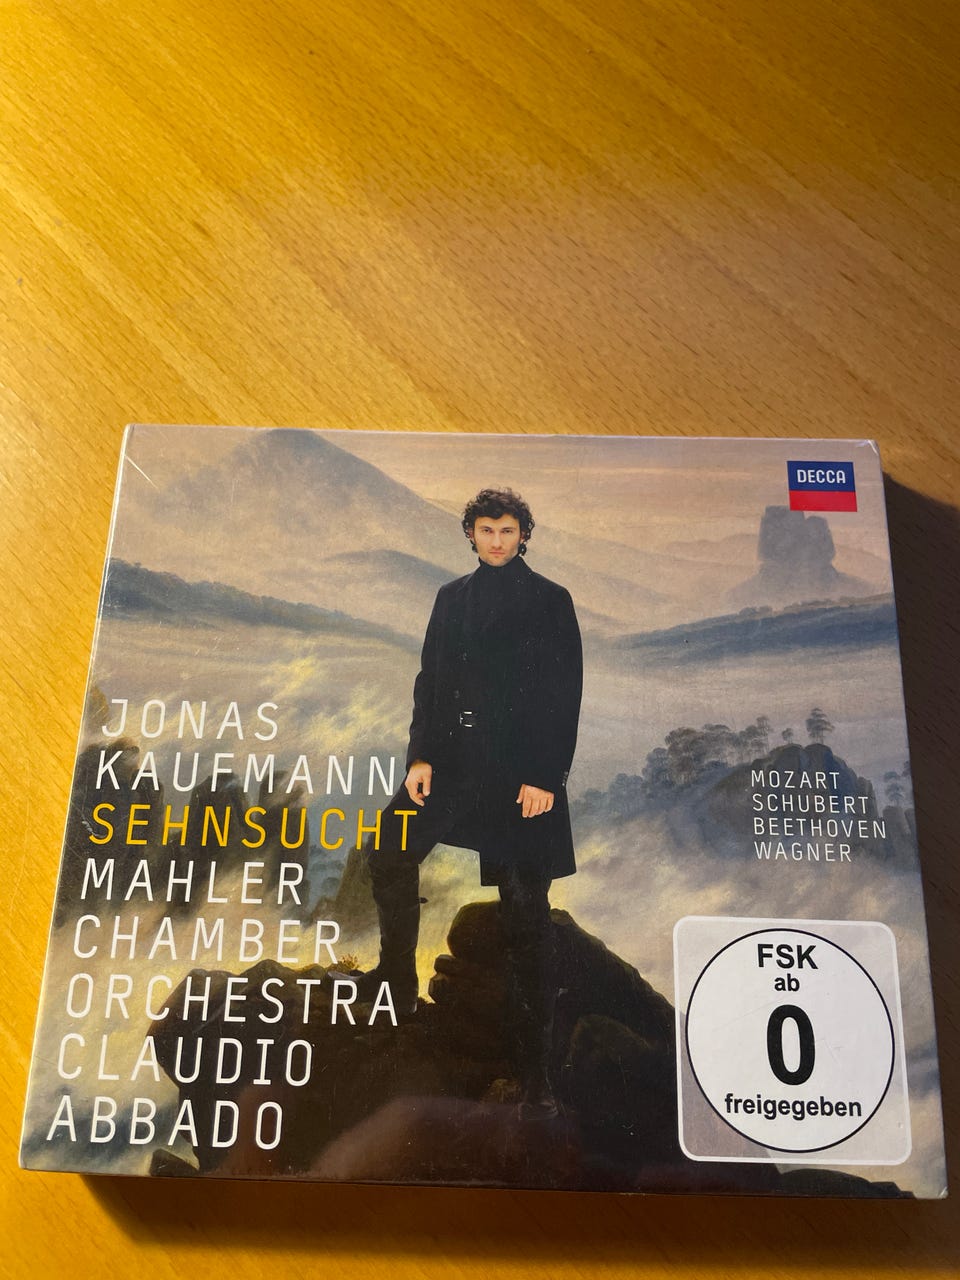 DECCA
JONAS
KAUFMANN
SEHNSUCHT
MAHLER
CHAMBER
ORCHESTRA
CLAUDIO
ABBADO
MOZART
SCHUBERT
BEETHOVEN
WAGNER
FSK
ab
0
freigegeben